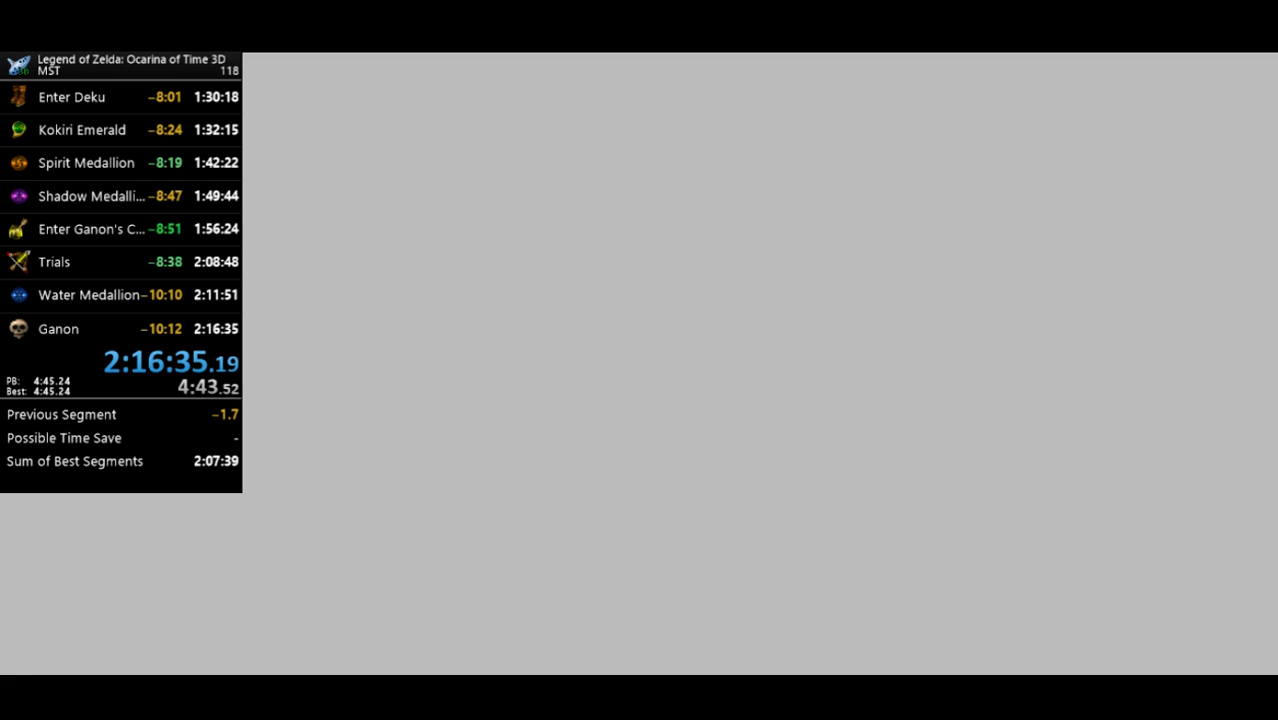 Legend of Zelda: Ocarina of Time 3D
MST 118
Enter Deku −8:01 1:30:18
Kokiri Emerald −8:24 1:32:15
Spirit Medallion −8:19 1:42:22
Shadow Medalli... −8:47 1:49:44
Enter Ganon's C... −8:51 1:56:24
Trials −8:38 2:08:48
Water Medallion −10:10 2:11:51
Ganon −10:12 2:16:35
2:16:35.19
PB: 4:45.24
Best: 4:45.24
4:43.52
Previous Segment −1.7
Possible Time Save -
Sum of Best Segments 2:07:39